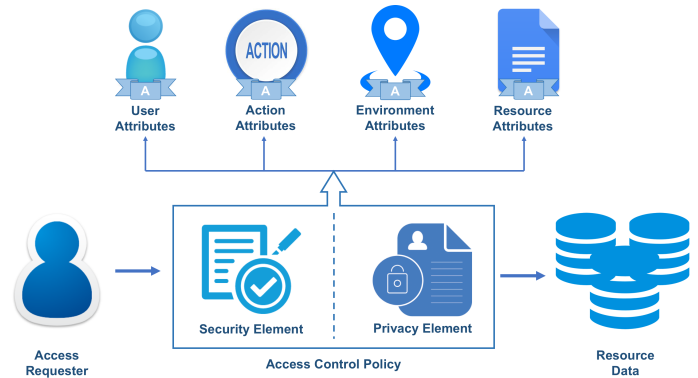 ACTION
A
A
A
A
User
Attributes
Action
Attributes
Environment
Attributes
Resource
Attributes
Security Element
Privacy Element
Access
Requester
Access Control Policy
Resource
Data